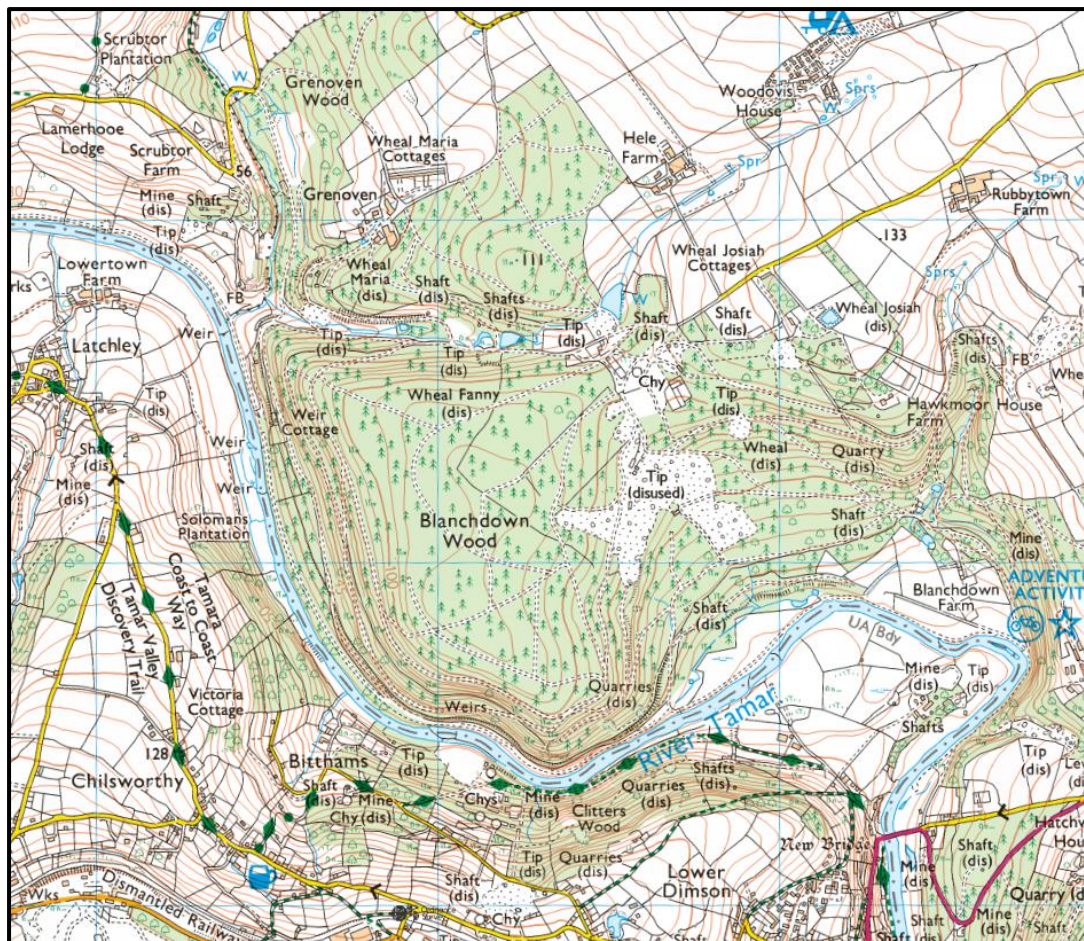 110
Scrubtor
Plantation
W
Grenoven
Wood
Woodovis
House
Sprs
W
Lamerhooe
Lodge
Scrubtor
Farm
Wheal Maria
Cottages
Hele
Farm
Spr
56
Mine
(dis)
Shaft
Grenoven
Spr
W
Rubbytown
Farm
Tip
(dis)
.133
Lowertown
Farm
Wheal
Maria
(dis)
111
Wheal Josiah
Cottages
Sprs
FB
Shaft
(dis)
Shafts
(dis)
W
Weir
Tip
(dis)
Shaft
(dis)
Shaft
(dis)
Wheal Josiah
(dis)
Latchley
Tip
(dis)
Tip
(dis)
Shafts
(dis)
FB
Chy
Wheal Fanny
(dis)
Tip
(dis)
Weir
Cottage
Tip
(dis)
Hawkmoor
Farm
House
Weir
Shaft
(dis)
Mine
(dis)
Weir
Wheal
(dis)
Quarry
(dis)
Tip
(disused)
Solomans
Plantation
Blanchdown
Wood
Shaft
(dis)
Mine
(dis)
Tamara
Coast to Coast
Way
Tamar Valley
Discovery Trail
Blanchdown
Farm
Shaft
(dis)
UA Bdy
Mine
(dis)
Tip
(dis)
Shafts
Victoria
Cottage
Quarries
(dis)
Weirs
River Tamar
128
Chilsworthy
Bitthams
Tip
(dis)
Shaft
(dis)
Mine
Chy (dis)
Chys
Mine
(dis)
Quarries
(dis)
Shafts
(dis)
Clitters
Wood
Tip
(dis)
New Bridge
Tip
(dis)
Quarries
(dis)
Lower
Dimson
Mine
(dis)
Shaft
(dis)
Shaft
(dis)
Chy
Quarry (dis)
Wks
Dismantled Railway
Shaft
Mine
(dis)